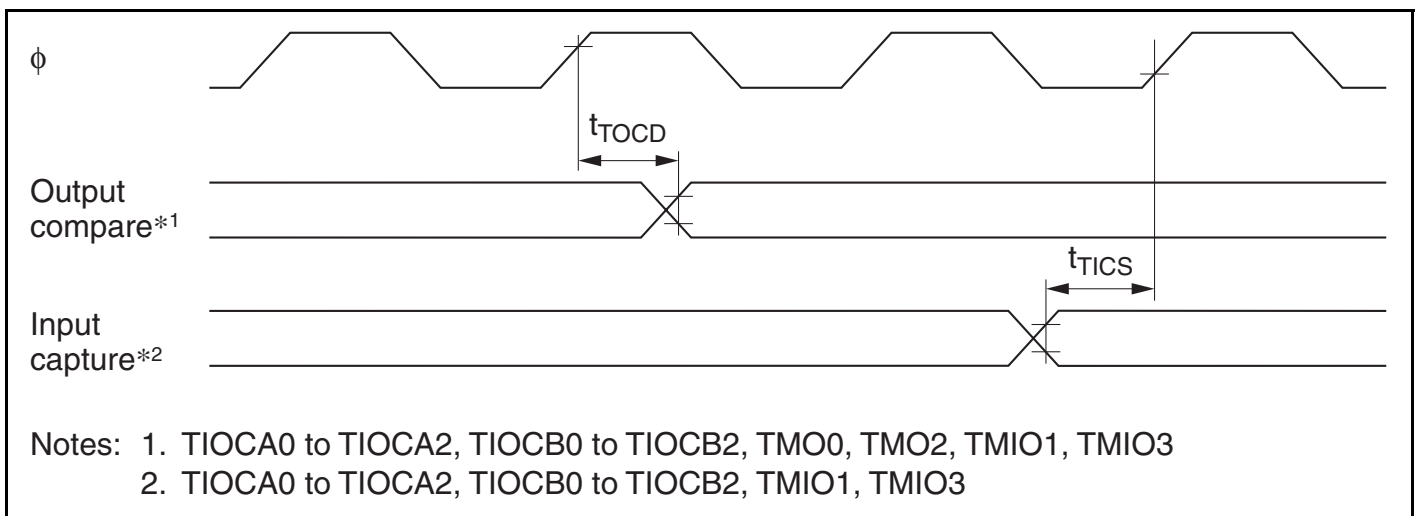 ϕ
tTOCD
Output
compare*1
tTICS
Input
capture*2
Notes: 1. TIOCA0 to TIOCA2, TIOCB0 to TIOCB2, TMO0, TMO2, TMIO1, TMIO3
2. TIOCA0 to TIOCA2, TIOCB0 to TIOCB2, TMIO1, TMIO3